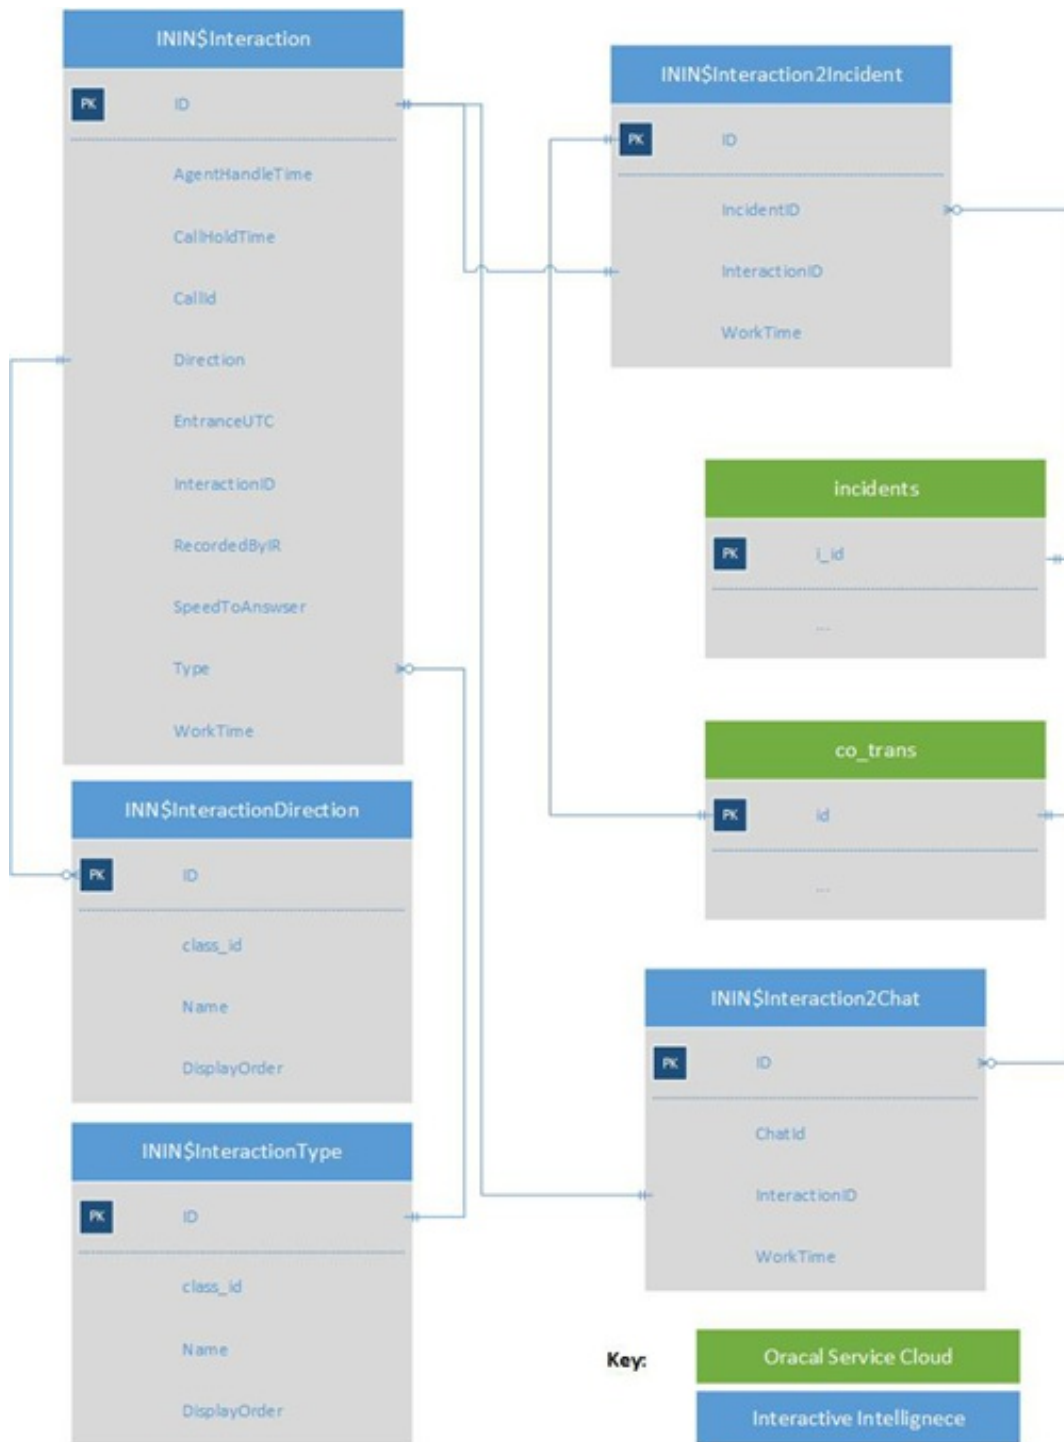 ININ$Interaction
PK ID
AgentHandleTime
CallHoldTime
CallId
Direction
EntranceUTC
InteractionID
RecordedByIR
SpeedToAnswser
Type
WorkTime
INN$InteractionDirection
PK ID
class_id
Name
DisplayOrder
ININ$InteractionType
PK ID
class_id
Name
DisplayOrder
ININ$Interaction2Incident
PK ID
IncidentID
InteractionID
WorkTime
incidents
PK i_id
...
co_trans
PK id
...
ININ$Interaction2Chat
PK ID
ChatId
InteractionID
WorkTime
Key:
Oracal Service Cloud
Interactive Intellignece